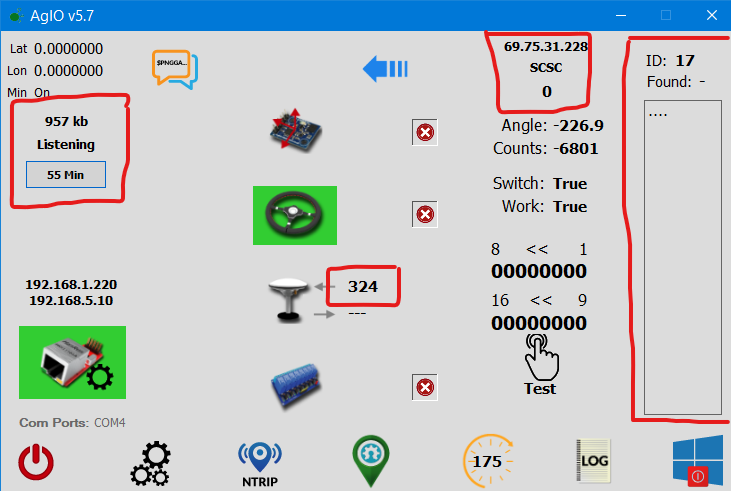 AgIO v5.7
Lat 0.0000000
Lon 0.0000000
Min On
957 kb
Listening
55 Min
192.168.1.220
192.168.5.10
Com Ports: COM4
$PNGGA...
324
---
69.75.31.228
SCSC
0
Angle: -226.9
Counts: -6801
Switch: True
Work: True
8 << 1
00000000
16 << 9
00000000
Test
ID: 17
Found: -
....
NTRIP
175
LOG